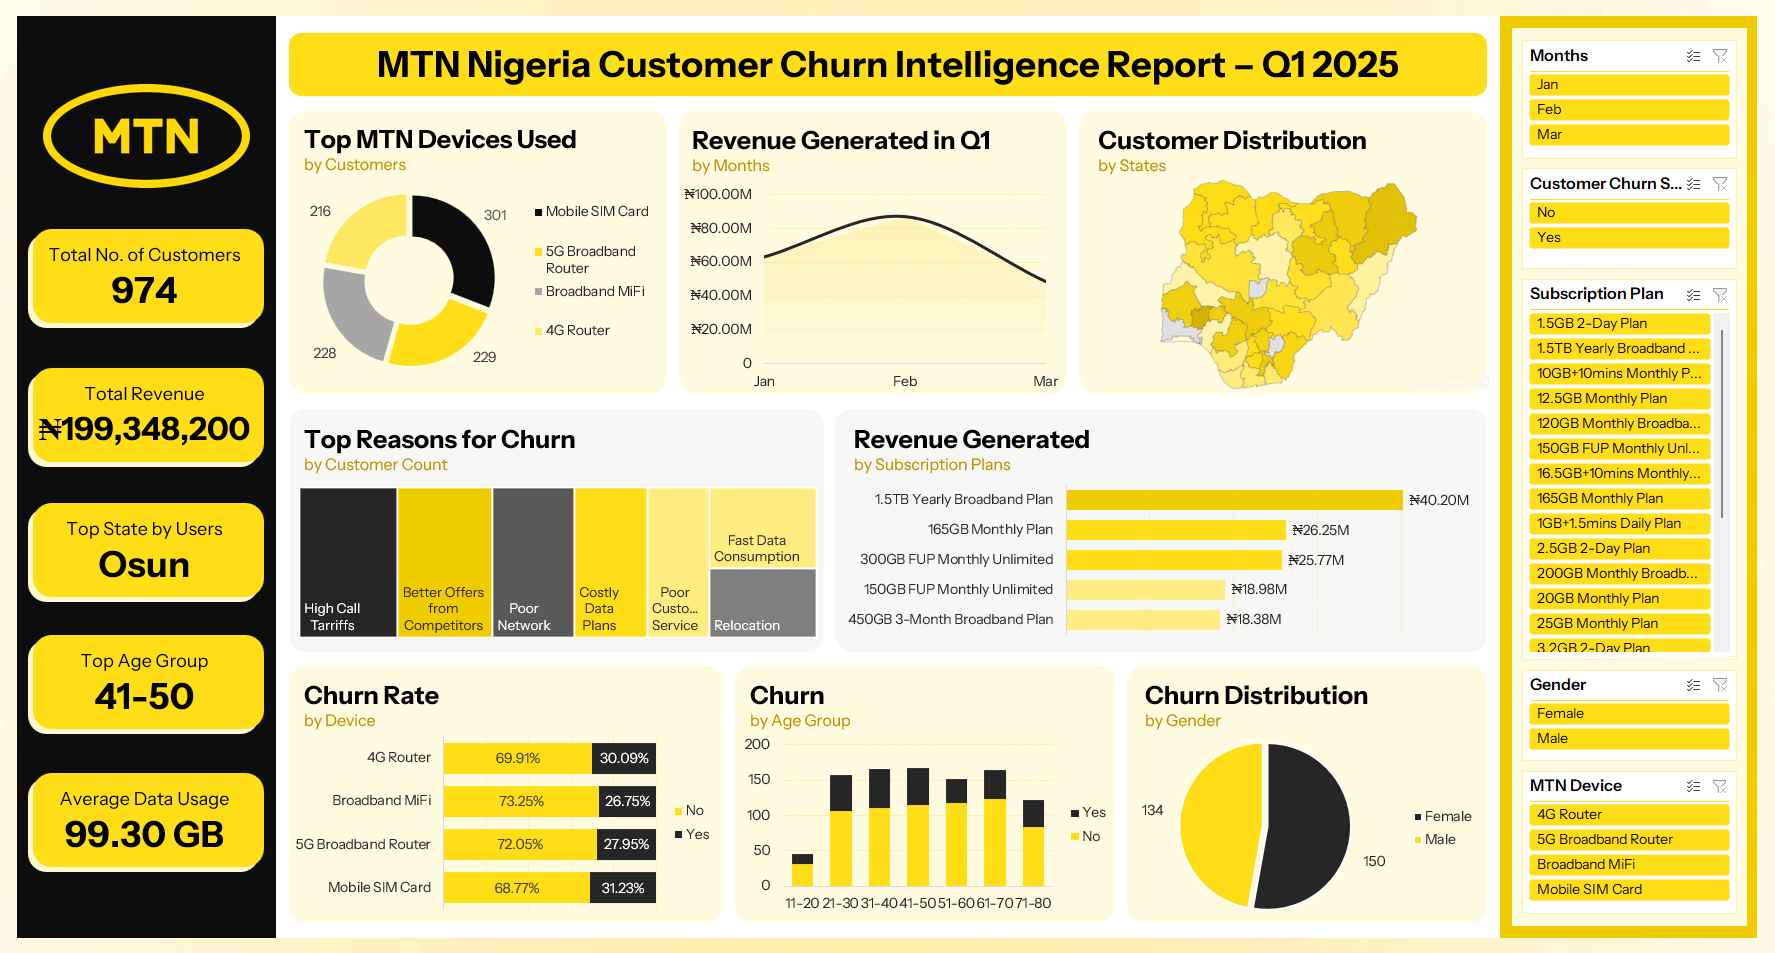 MTN
Total No. of Customers
974
Total Revenue
₦199,348,200
Top State by Users
Osun
Top Age Group
41-50
Average Data Usage
99.30 GB
MTN Nigeria Customer Churn Intelligence Report – Q1 2025
Top MTN Devices Used
by Customers
216
301
228
229
Mobile SIM Card
5G Broadband
Router
Broadband MiFi
4G Router
Revenue Generated in Q1
by Months
₦100.00M
₦80.00M
₦60.00M
₦40.00M
₦20.00M
0
Jan
Feb
Mar
Customer Distribution
by States
Top Reasons for Churn
by Customer Count
High Call
Tarriffs
Better Offers
from
Competitors
Poor
Network
Costly
Data
Plans
Poor
Custo...
Service
Fast Data
Consumption
Relocation
Revenue Generated
by Subscription Plans
1.5TB Yearly Broadband Plan
₦40.20M
165GB Monthly Plan
₦26.25M
300GB FUP Monthly Unlimited
₦25.77M
150GB FUP Monthly Unlimited
₦18.98M
450GB 3-Month Broadband Plan
₦18.38M
Churn Rate
by Device
4G Router
69.91%
30.09%
Broadband MiFi
73.25%
26.75%
5G Broadband Router
72.05%
27.95%
Mobile SIM Card
68.77%
31.23%
No
Yes
Churn
by Age Group
200
150
100
50
0
11-20
21-30
31-40
41-50
51-60
61-70
71-80
Yes
No
Churn Distribution
by Gender
134
150
Female
Male
Months
Jan
Feb
Mar
Customer Churn S...
No
Yes
Subscription Plan
1.5GB 2-Day Plan
1.5TB Yearly Broadband ...
10GB+10mins Monthly P...
12.5GB Monthly Plan
120GB Monthly Broadba...
150GB FUP Monthly Unl...
16.5GB+10mins Monthly...
165GB Monthly Plan
1GB+1.5mins Daily Plan
2.5GB 2-Day Plan
200GB Monthly Broadb...
20GB Monthly Plan
25GB Monthly Plan
3.2GB 2-Day Plan
Gender
Female
Male
MTN Device
4G Router
5G Broadband Router
Broadband MiFi
Mobile SIM Card